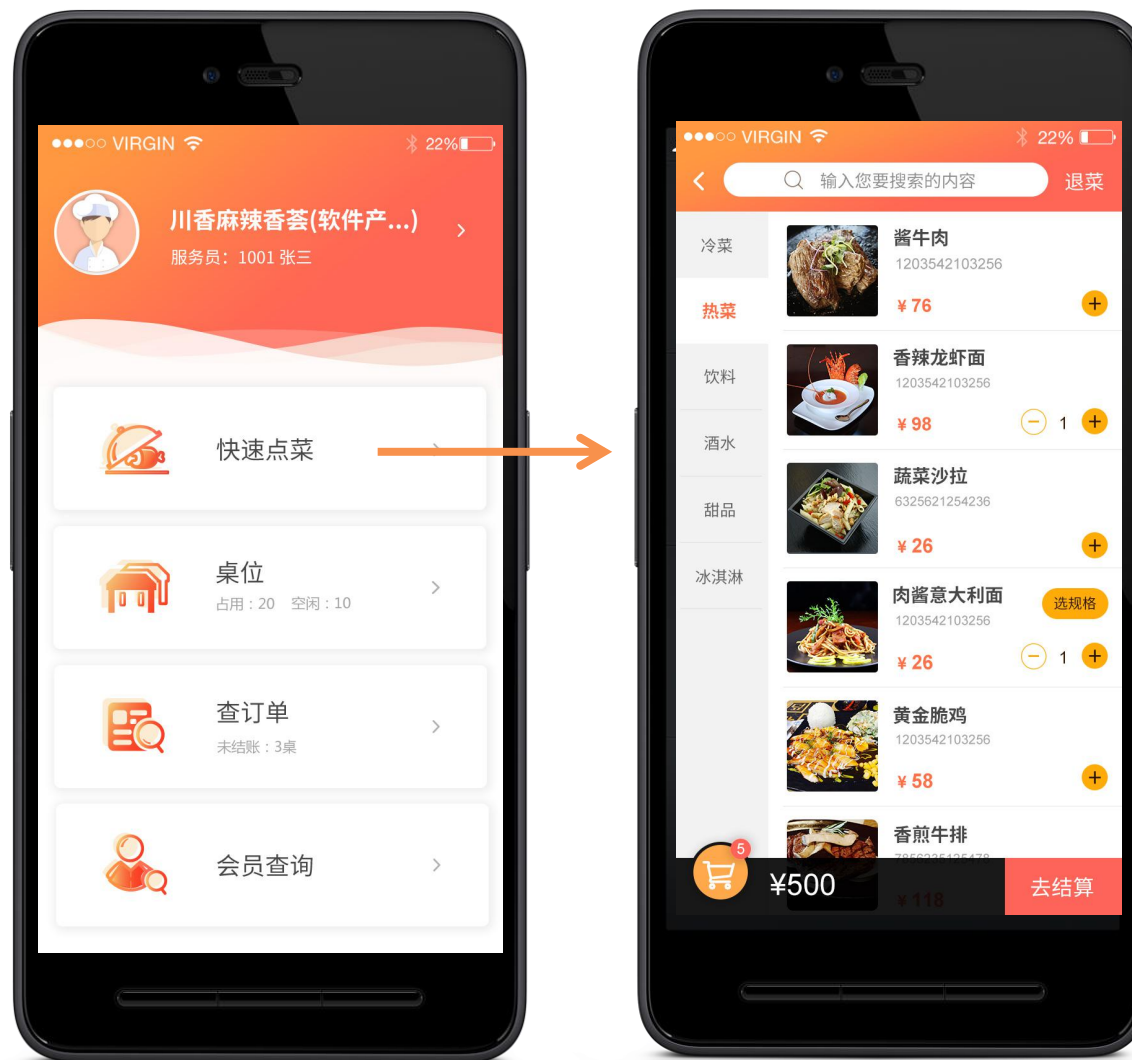 VIRGIN
22%
川香麻辣香荟(软件产...)
服务员：1001 张三
快速点菜
桌位
占用：20 空闲：10
查订单
未结账：3桌
会员查询
VIRGIN
22%
输入您要搜索的内容
退菜
冷菜
热菜
饮料
酒水
甜品
冰淇淋
酱牛肉
1203542103256
¥ 76
香辣龙虾面
1203542103256
¥ 98
1
蔬菜沙拉
6325621254236
¥ 26
肉酱意大利面
选规格
1203542103256
¥ 26
1
黄金脆鸡
1203542103256
¥ 58
香煎牛排
¥ 118
5
¥500
去结算